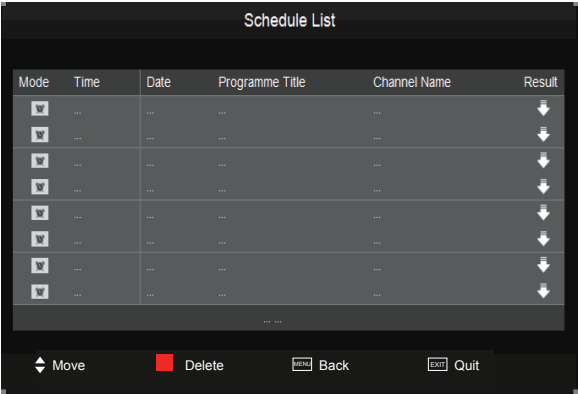 Schedule List
Mode Time Date Programme Title Channel Name Result
... ... ... ...
... ... ... ...
... ... ... ...
... ... ... ...
... ... ... ...
... ... ... ...
... ... ... ...
... ... ... ...
... ...
Move Delete MENU Back EXIT Quit